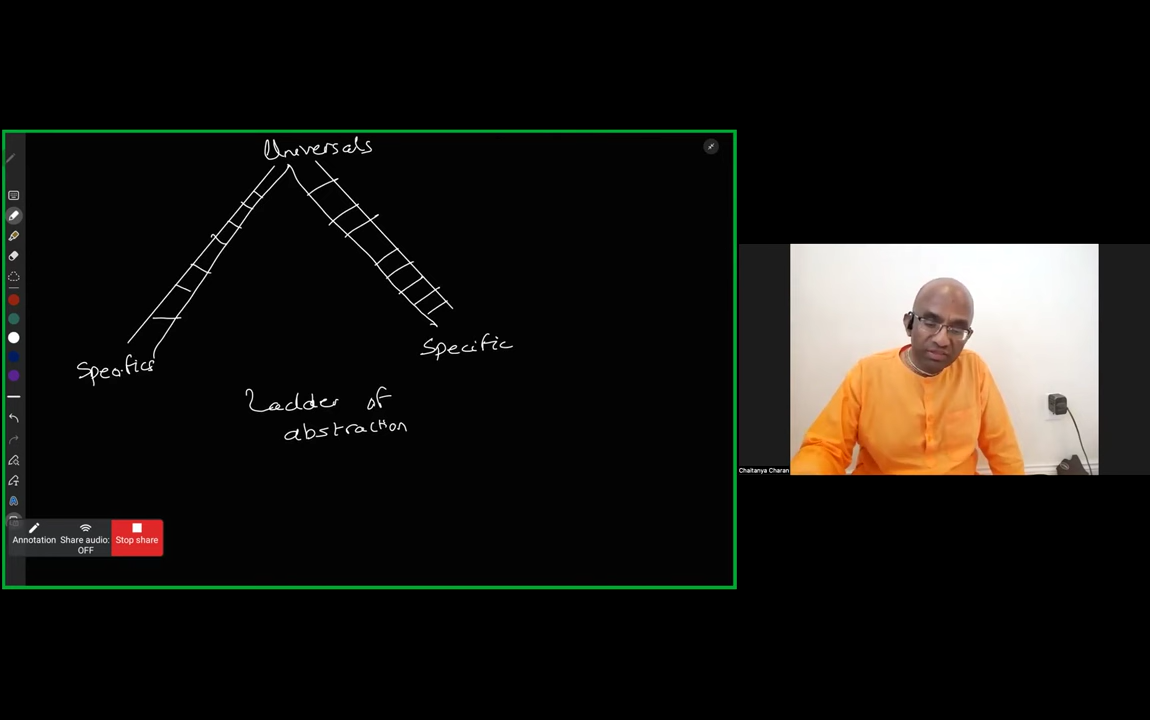 Universals
Specifics
Specific
Ladder of
abstraction
Annotation
Share audio:
OFF
Stop share
Chaitanya Charan